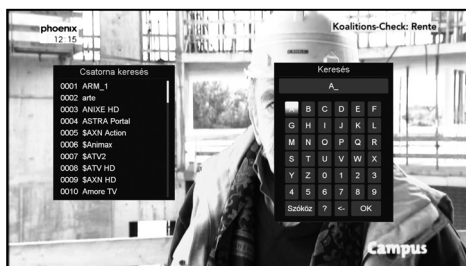 phoenix
12:15
Koalitions-Check: Rente
Csatorna keresés
0001 ARM_1
0002 arte
0003 ANIXE HD
0004 ASTRA Portal
0005 $AXN Action
0006 $Animax
0007 $ATV2
0008 $ATV HD
0009 $AXN HD
0010 Amore TV
Keresés
A_
B C D E F
G H I J K L
M N O P Q R
S T U V W X
Y Z 0 1 2 3
4 5 6 7 8 9
Szóköz ? <- OK
Campus